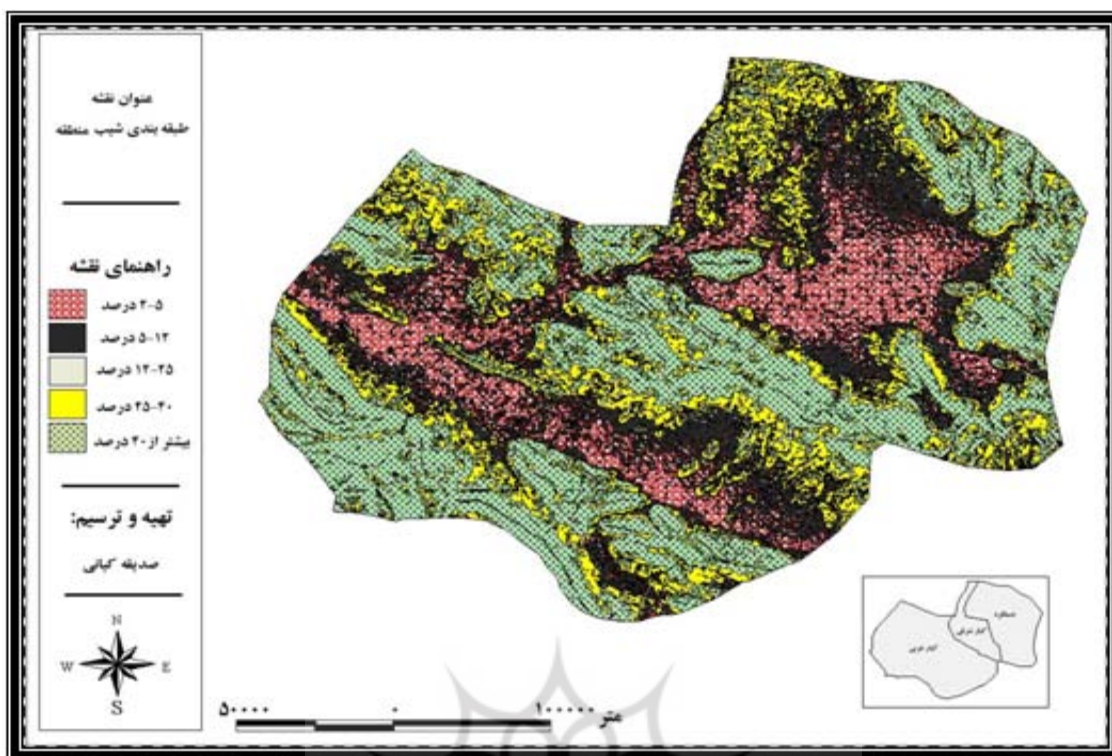 عنوان نقشه
طبقه بندی شیب منطقه
راهنمای نقشه
۲-۵ درصد
۵-۱۲ درصد
۱۲-۲۵ درصد
۲۵-۴۰ درصد
بیشتر از ۴۰ درصد
تهیه و ترسیم:
صدیقه کیانی
N
W E
S
۵۰۰۰۰ ۰ ۱۰۰۰۰۰ متر